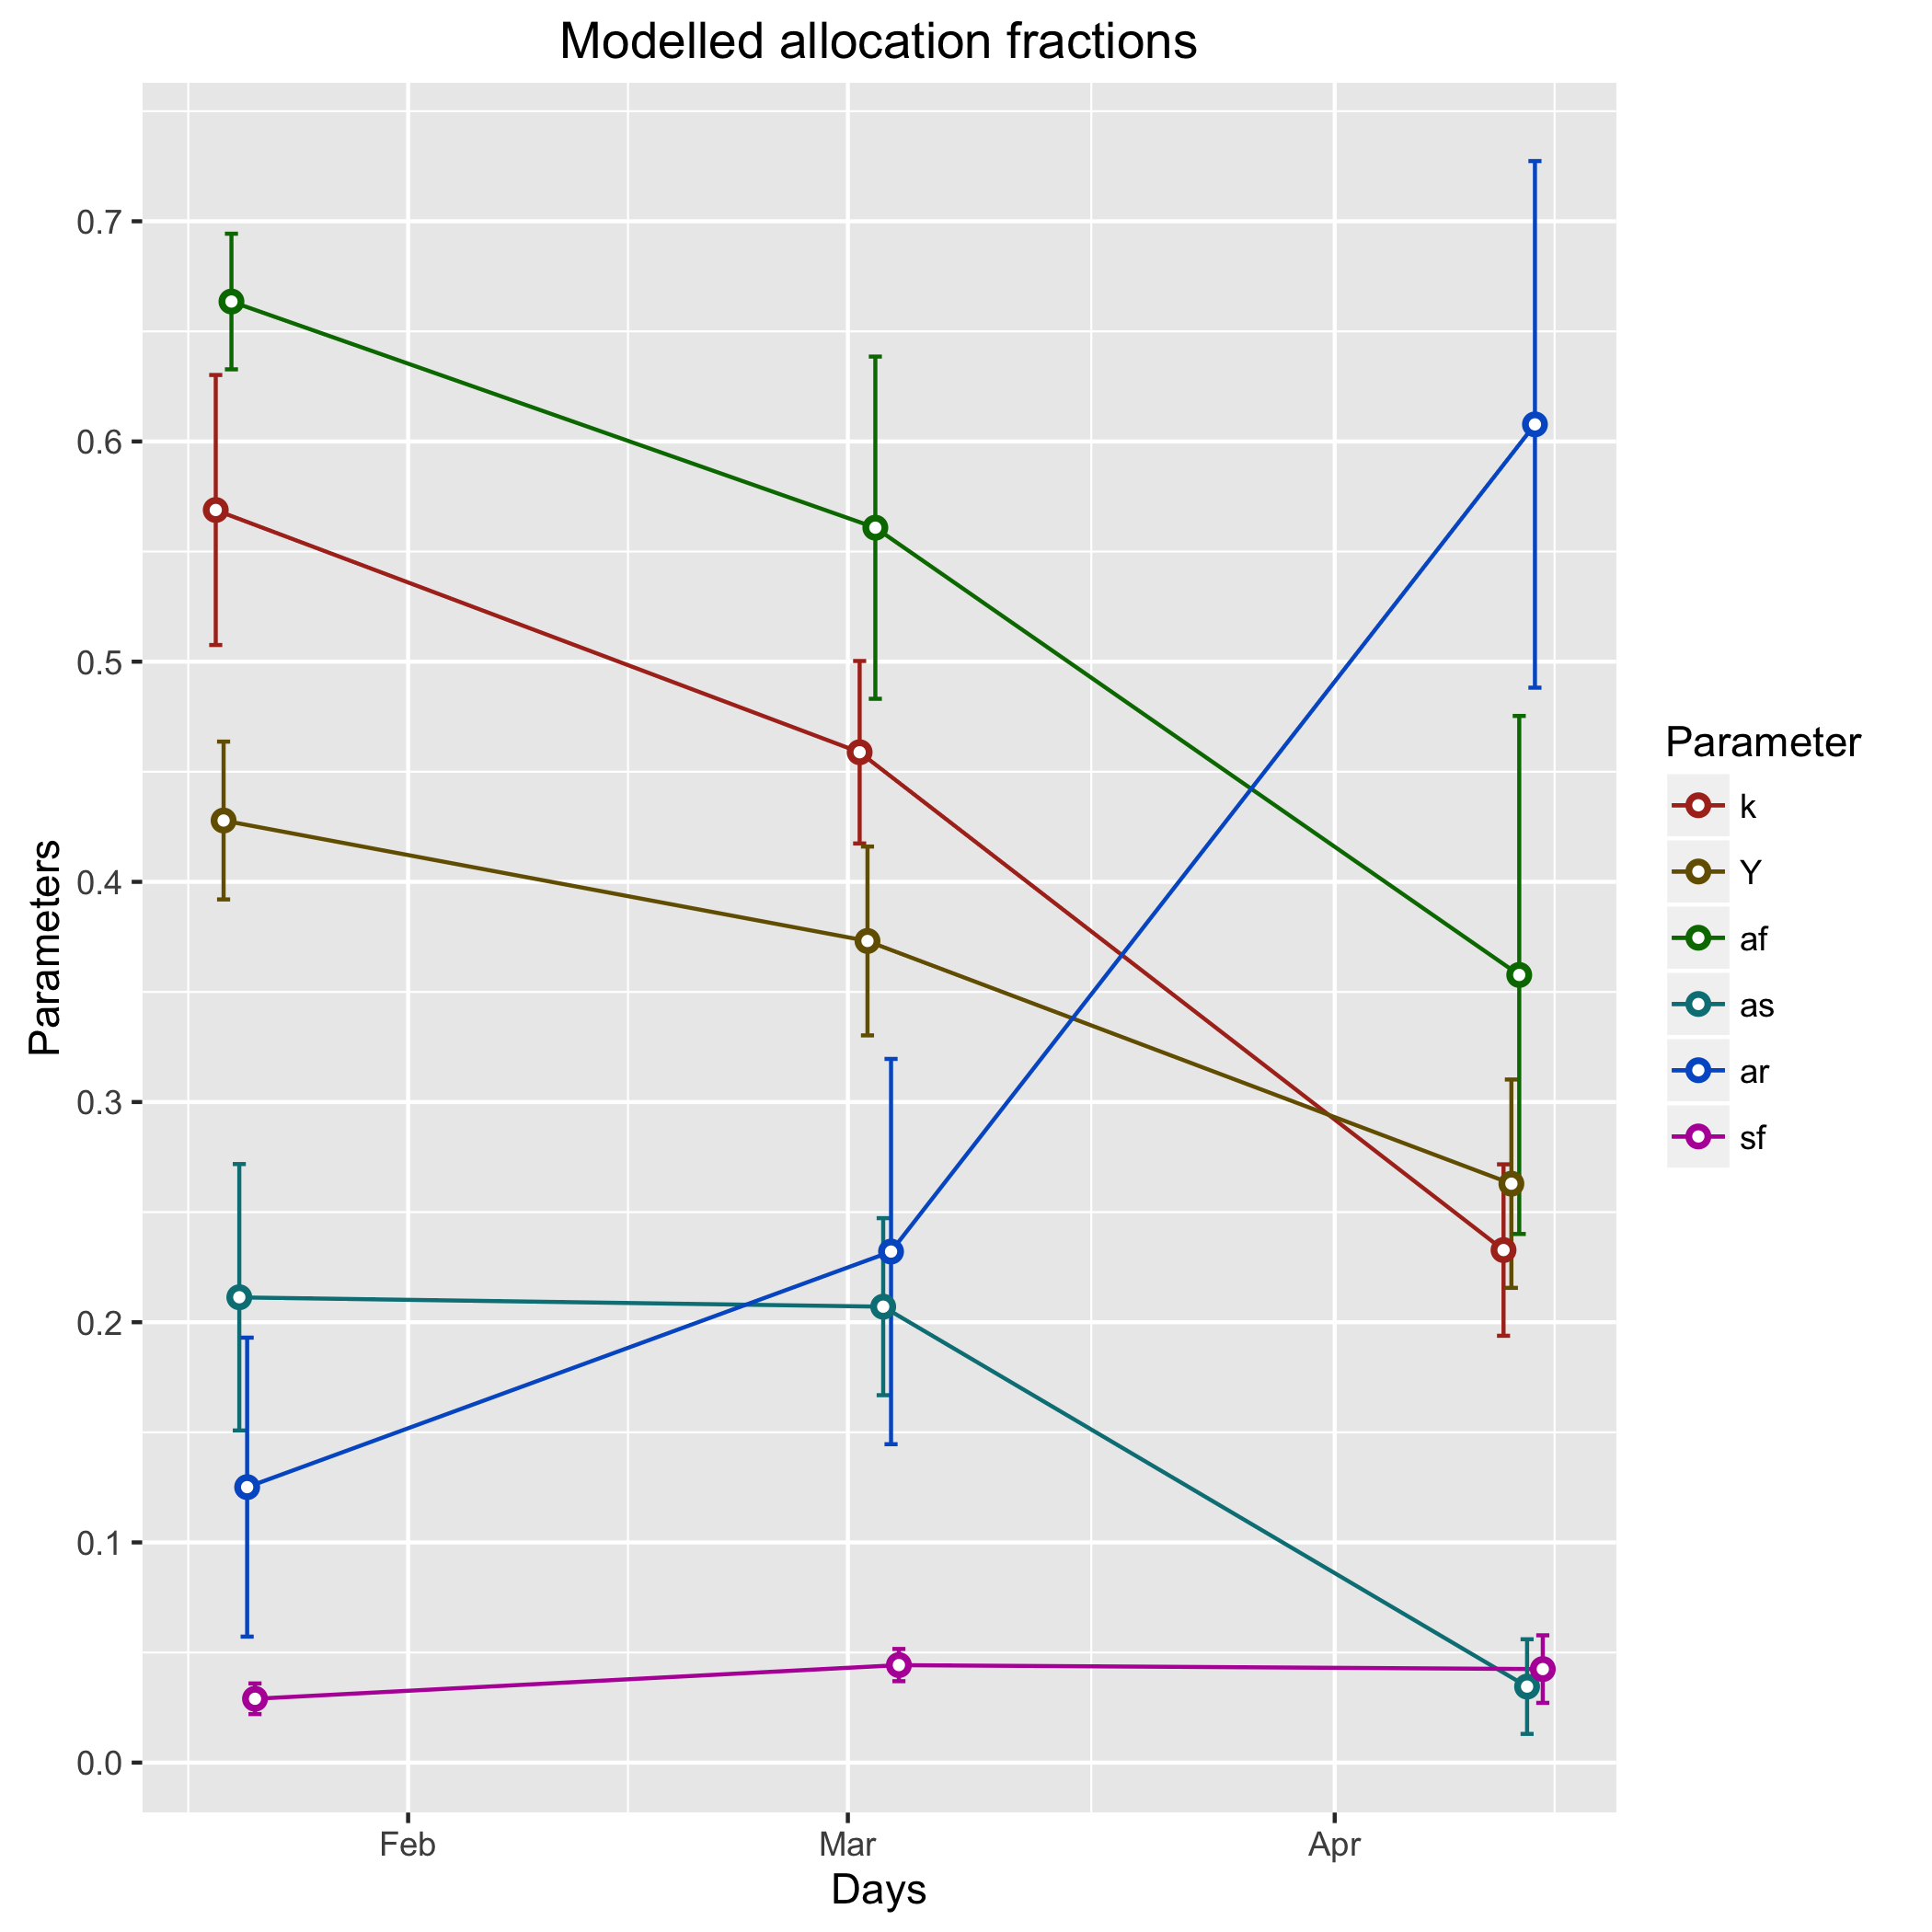 Modelled allocation fractions
Parameters
0.7
0.6
0.5
0.4
0.3
0.2
0.1
0.0
Feb Mar Apr
Days
Parameter
k
Y
af
as
ar
sf